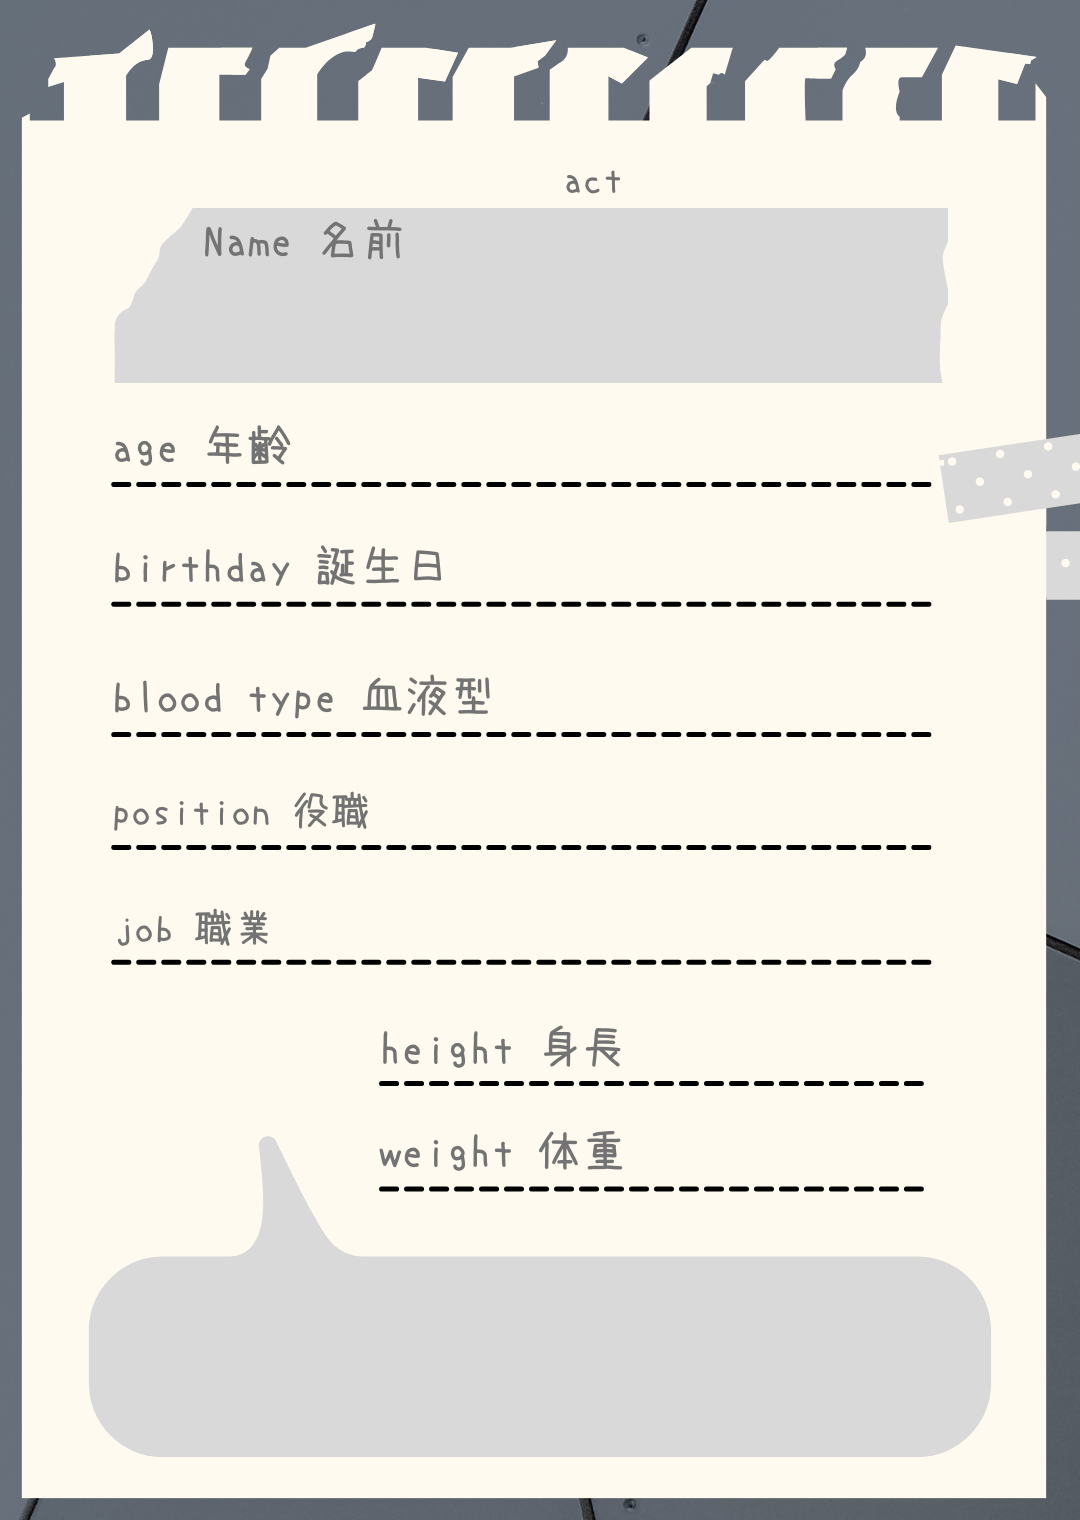 act
Name 名前
age 年齢
birthday 誕生日
blood type 血液型
position 役職
job 職業
height 身長
weight 体重